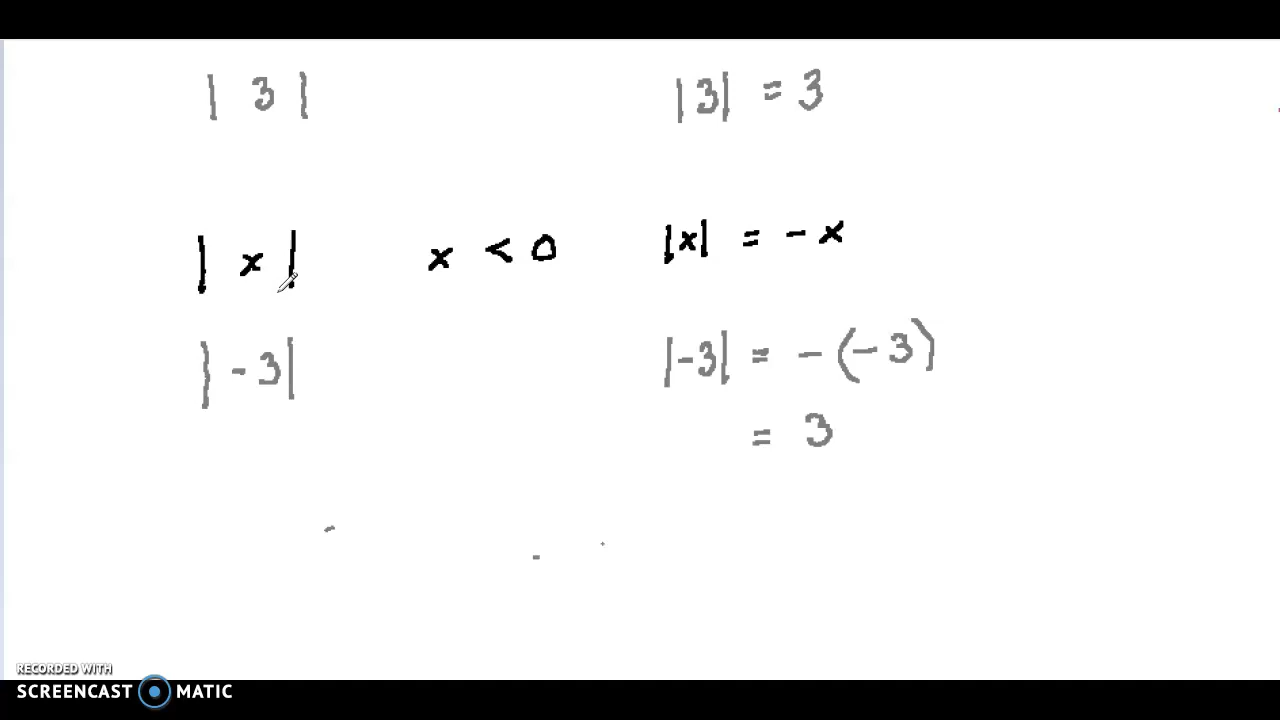 | 3 | |3| = 3
| x | x < 0 |x| = - x
| - 3 | |-3| = - (- 3)
= 3
RECORDED WITH
SCREENCAST MATIC